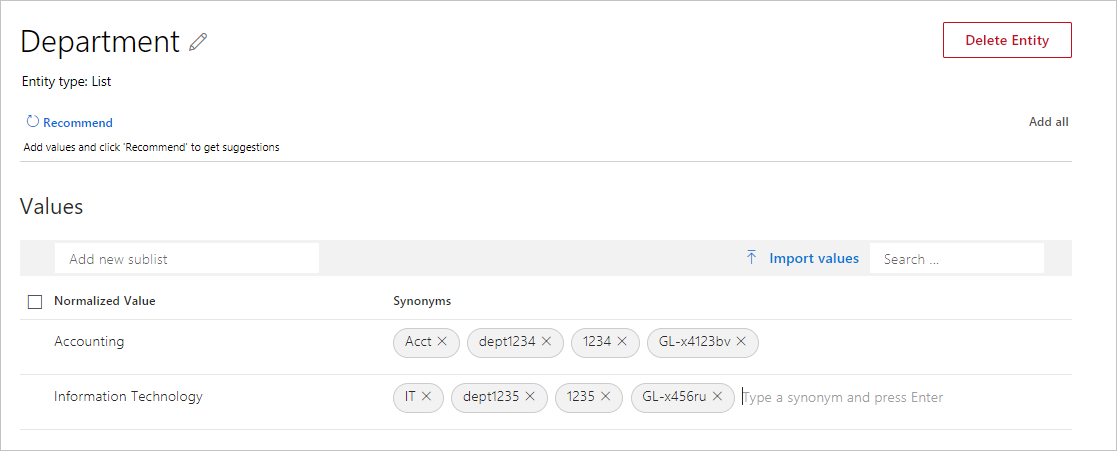 Department
Delete Entity
Entity type: List
Recommend
Add all
Add values and click 'Recommend' to get suggestions
Values
Add new sublist
Import values
Search ...
Normalized Value Synonyms
Accounting Acct dept1234 1234 GL-x4123bv
Information Technology IT dept1235 1235 GL-x456ru Type a synonym and press Enter